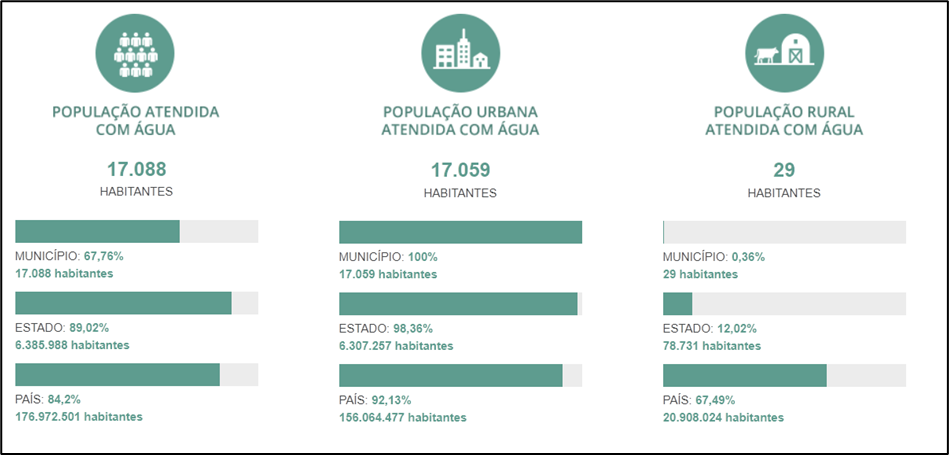 POPULAÇÃO ATENDIDA
COM ÁGUA
17.088
HABITANTES
MUNICÍPIO: 67,76%
17.088 habitantes
ESTADO: 89,02%
6.385.988 habitantes
PAÍS: 84,2%
176.972.501 habitantes
POPULAÇÃO URBANA
ATENDIDA COM ÁGUA
17.059
HABITANTES
MUNICÍPIO: 100%
17.059 habitantes
ESTADO: 98,36%
6.307.257 habitantes
PAÍS: 92,13%
156.064.477 habitantes
POPULAÇÃO RURAL
ATENDIDA COM ÁGUA
29
HABITANTES
MUNICÍPIO: 0,36%
29 habitantes
ESTADO: 12,02%
78.731 habitantes
PAÍS: 67,49%
20.908.024 habitantes